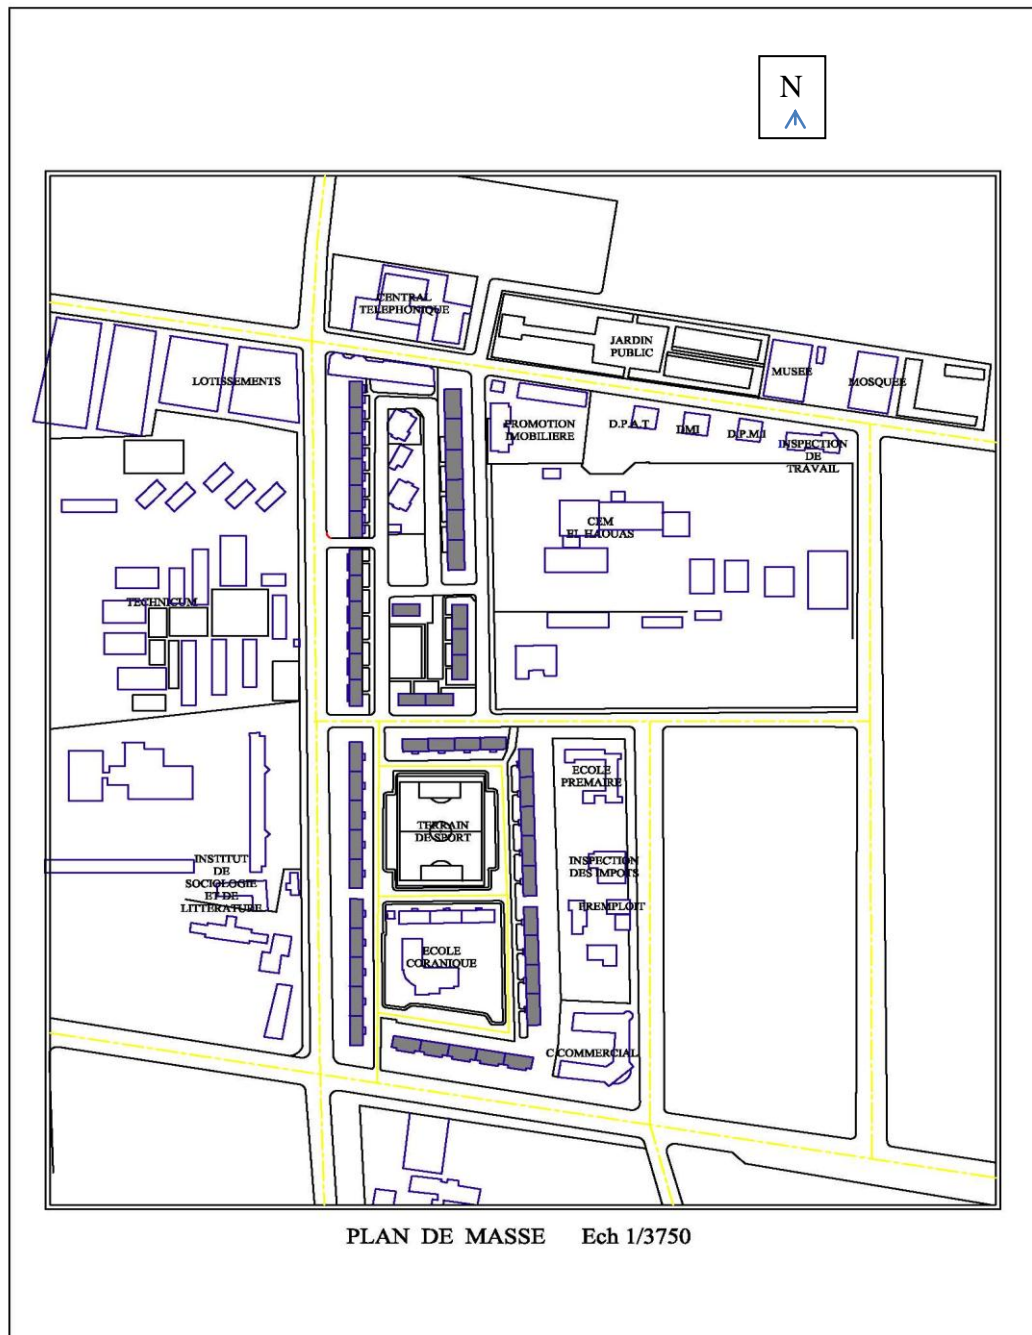 N
CENTRAL
TELEPHONIQUE
JARDIN
PUBLIC
MUSEE
MOSQUEE
LOTISSEMENTS
PROMOTION
IMOBILIERE
D.P.A.T
DMI
D.P.M.I
INSPECTION
DE
TRAVAIL
CEM
EL HAOUAS
TECHNICUM
ECOLE
PREMAIRE
TERRAIN
DE SPORT
INSTITUT
DE
SOCIOLOGIE
ET DE
LITTERATURE
INSPECTION
DES IMPOTS
FREMPLOIT
ECOLE
CORANIQUE
C COMMERCIAL
PLAN DE MASSE Ech 1/3750